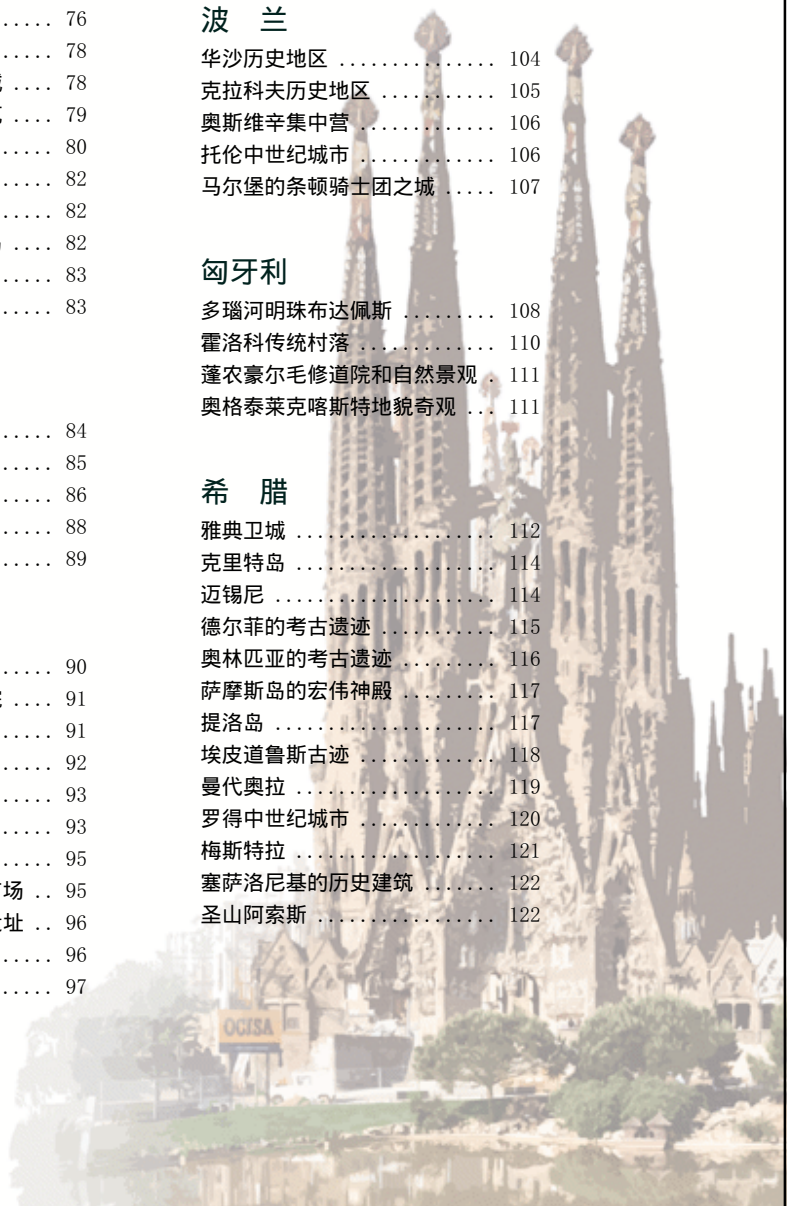 ..... 76
..... 78
.... 78
.... 79
..... 80
..... 82
..... 82
.... 82
..... 83
..... 83
..... 84
..... 85
..... 86
..... 88
..... 89
..... 90
.... 91
..... 91
..... 92
..... 93
..... 93
..... 95
场 .. 95
址 .. 96
..... 96
..... 97
波 兰
华沙历史地区 ............... 104
克拉科夫历史地区 ........... 105
奥斯维辛集中营 ............. 106
托伦中世纪城市 ............. 106
马尔堡的条顿骑士团之城 ..... 107
匈牙利
多瑙河明珠布达佩斯 ......... 108
霍洛科传统村落 ............. 110
蓬农豪尔毛修道院和自然景观 . 111
奥格泰莱克喀斯特地貌奇观 ... 111
希 腊
雅典卫城 ................... 112
克里特岛 ................... 114
迈锡尼 ..................... 114
德尔菲的考古遗迹 ........... 115
奥林匹亚的考古遗迹 ......... 116
萨摩斯岛的宏伟神殿 ......... 117
提洛岛 ..................... 117
埃皮道鲁斯古迹 ............. 118
曼代奥拉 ................... 119
罗得中世纪城市 ............. 120
梅斯特拉 ................... 121
塞萨洛尼基的历史建筑 ....... 122
圣山阿索斯 ................. 122
OCISA